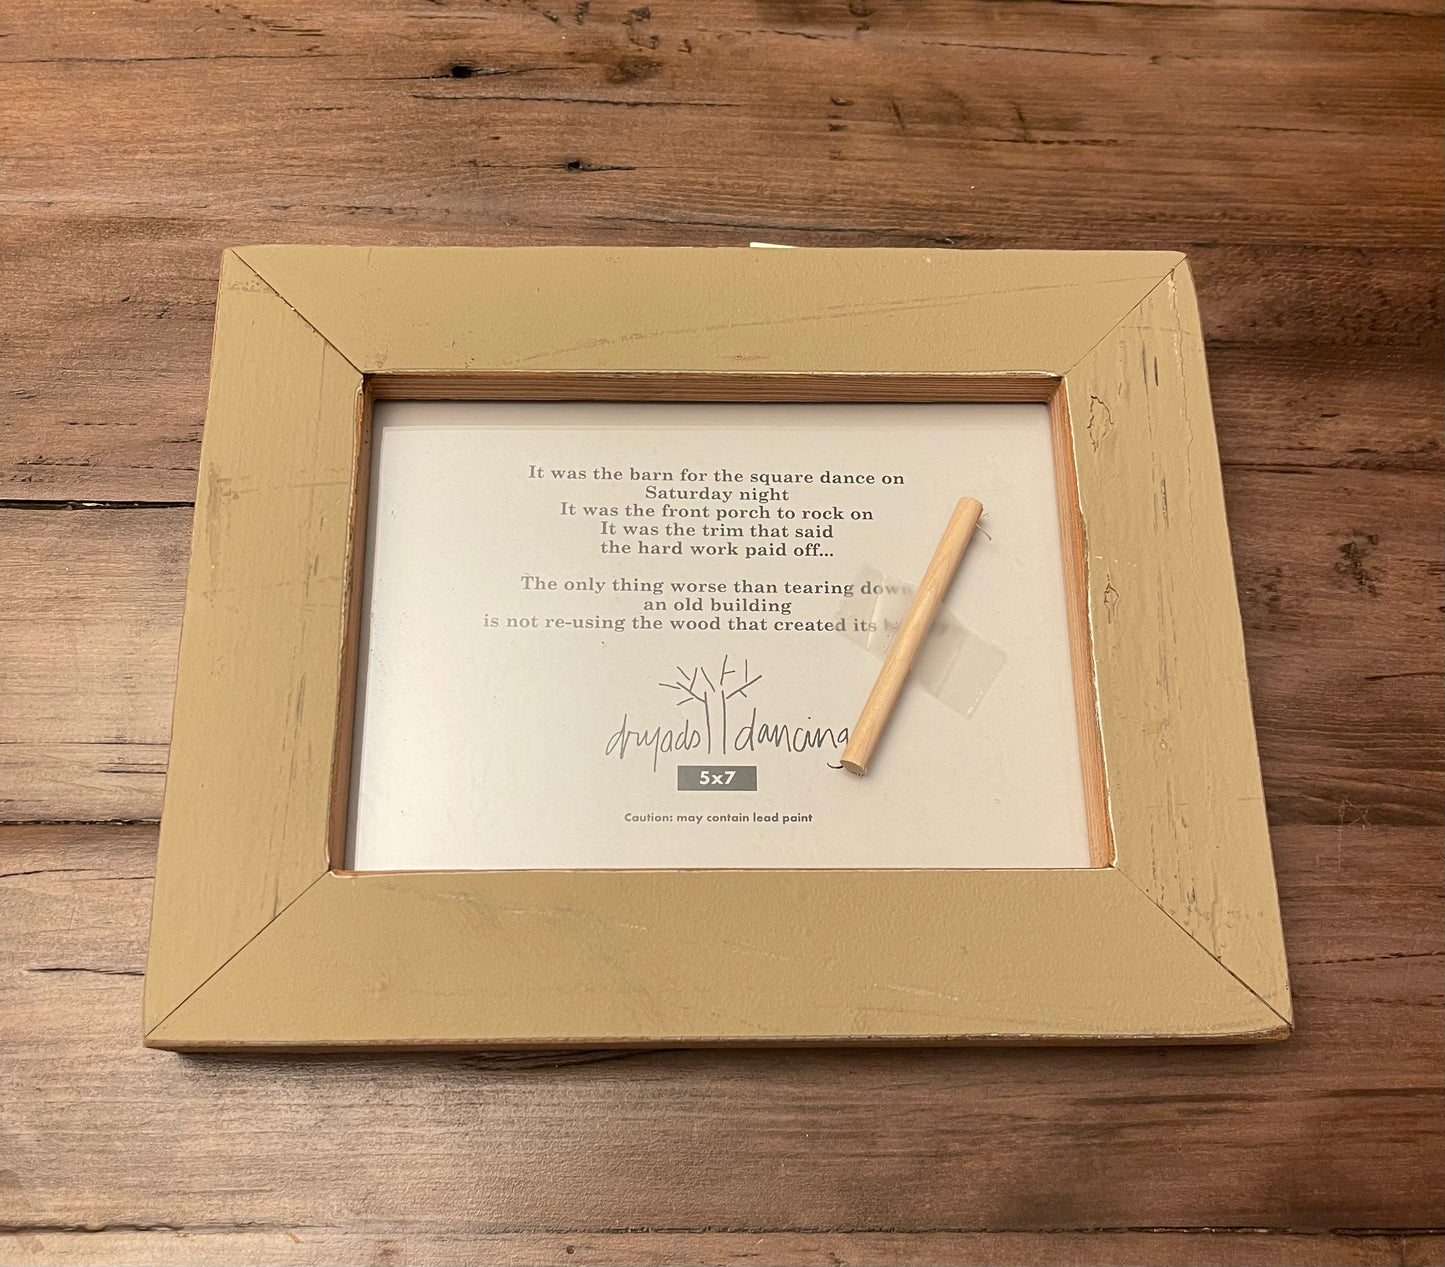 It was the barn for the square dance on
Saturday night
It was the front porch to rock on
It was the trim that said
the hard work paid off...
The only thing worse than tearing down
an old building
is not re-using the wood that created its
dryads dancing
5x7
Caution: may contain lead paint